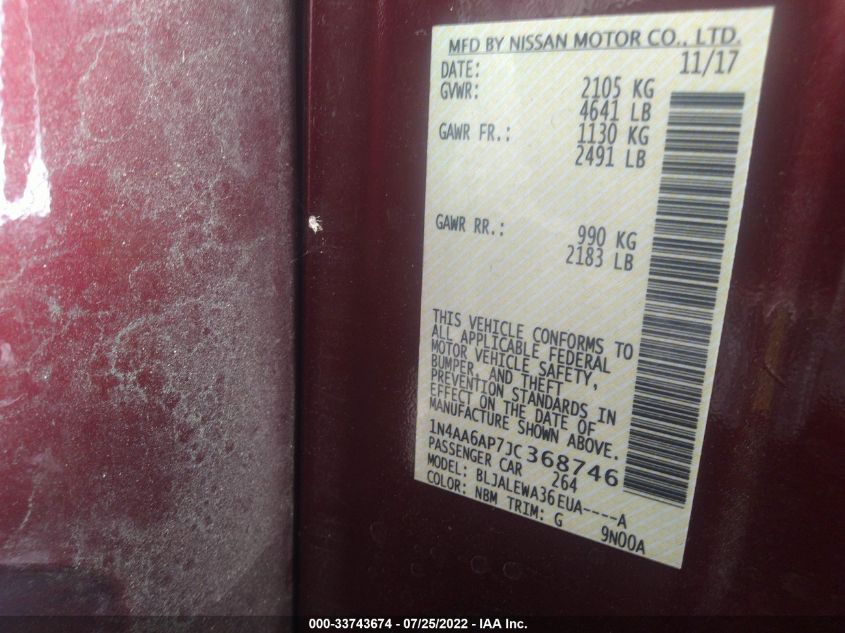 MFD BY NISSAN MOTOR CO., LTD.
DATE: 11/17
GVWR: 2105 KG
4641 LB
GAWR FR.: 1130 KG
2491 LB
GAWR RR.: 990 KG
2183 LB
THIS VEHICLE CONFORMS TO
ALL APPLICABLE FEDERAL
MOTOR VEHICLE SAFETY,
BUMPER, AND THEFT
PREVENTION STANDARDS IN
EFFECT ON THE DATE OF
MANUFACTURE SHOWN ABOVE.
1N4AA6AP7JC368746
PASSENGER CAR 264
MODEL: BLJALEWA36EUA----A
COLOR: NBM TRIM: G 9N00A
000-33743674 - 07/25/2022 - IAA Inc.